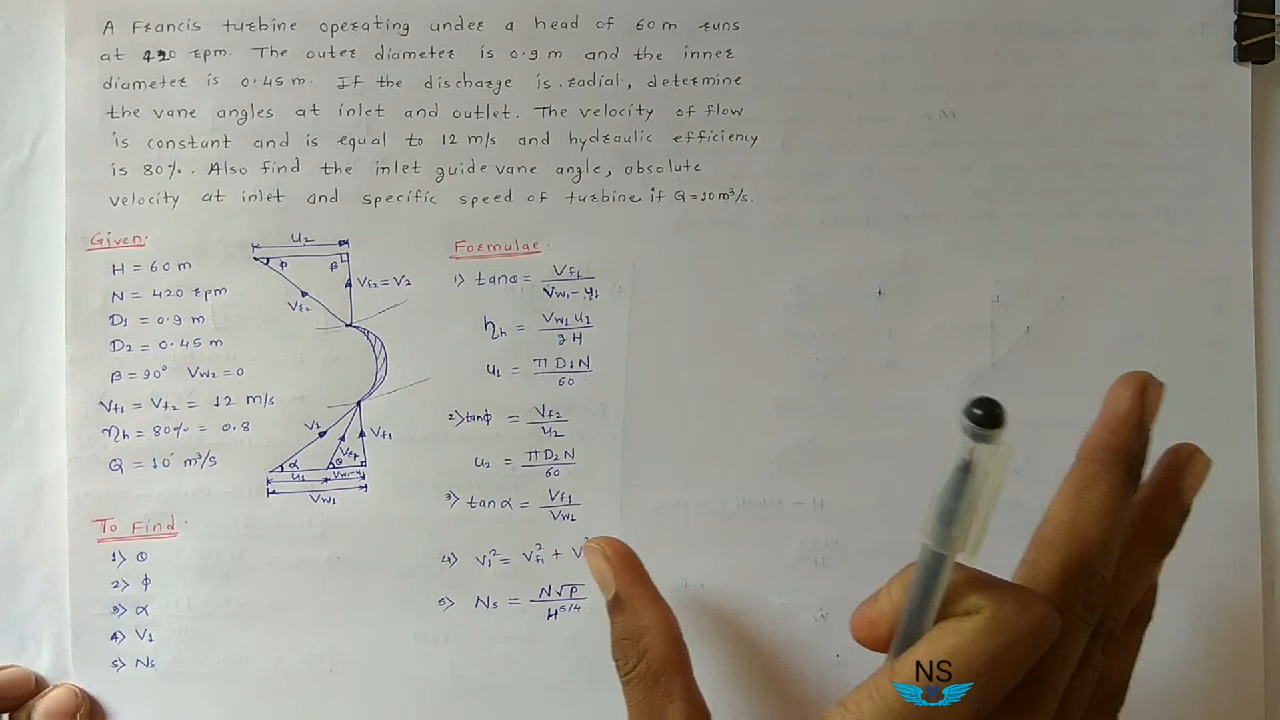 A Francis turbine operating under a head of 60 m runs
at 420 rpm. The outer diameter is 0.9 m and the inner
diameter is 0.45 m. If the discharge is radial, determine
the vane angles at inlet and outlet. The velocity of flow
is constant and is equal to 12 m/s and hydraulic efficiency
is 80%. Also find the inlet guide vane angle, absolute
velocity at inlet and specific speed of turbine if Q = 10 m³/s.
Given:
H = 60 m
N = 420 rpm
D1 = 0.9 m
D2 = 0.45 m
β = 90° Vw2 = 0
Vf1 = Vf2 = 12 m/s
ηh = 80% = 0.8
Q = 10 m³/s
To Find:
1> θ
2> φ
3> α
4> V1
5> Ns
u2
φ
β
Vf2 = V2
Vr2
V1
Vr1
Vf1
α
θ
u1
Vw1-u1
Vw1
Formulae:
1> tanθ = Vf1 / Vw1 - u1
ηh = Vw1 u1 / gH
u1 = π D1 N / 60
2> tanφ = Vf2 / u2
u2 = π D2 N / 60
3> tan α = Vf1 / Vw1
4> V1² = Vf1² + V
5> Ns = N√P / H^5/4
NS